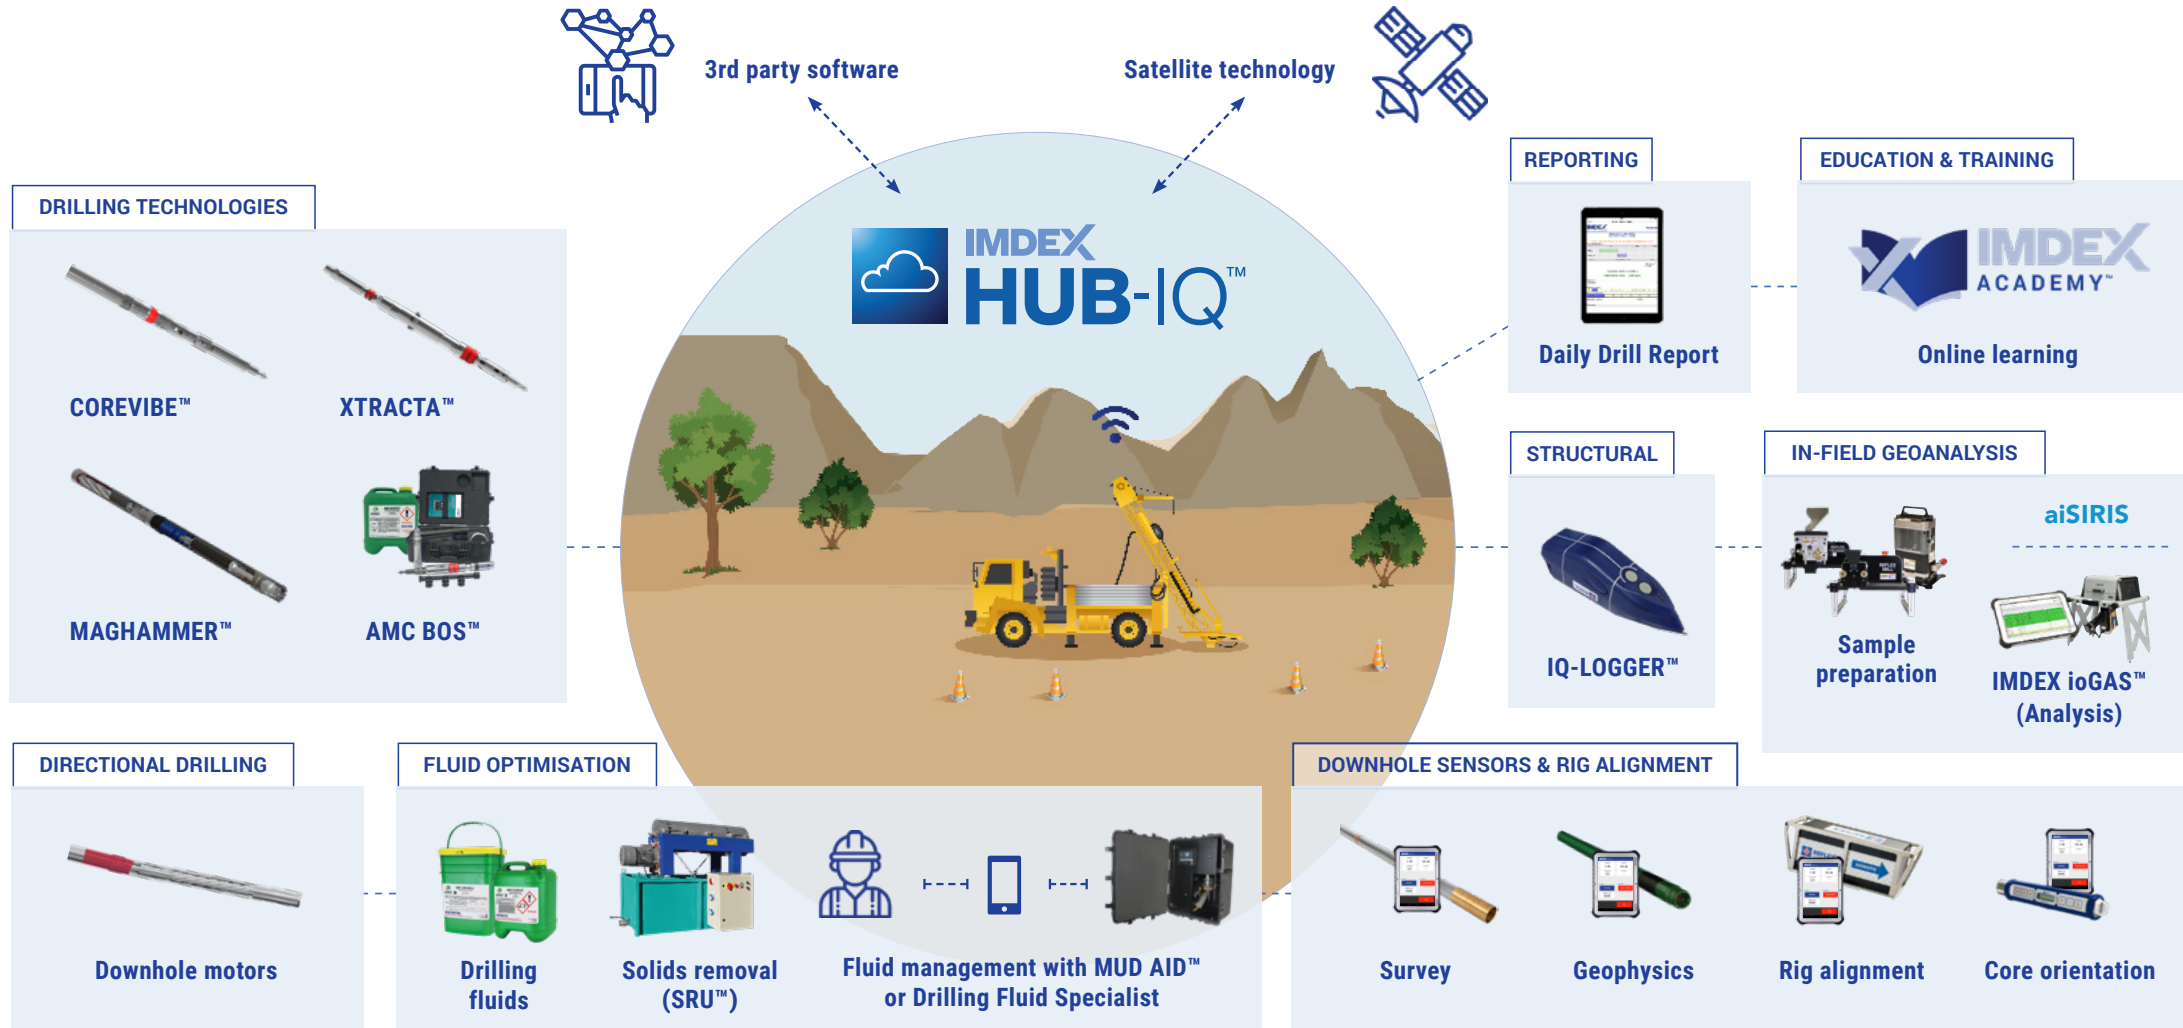 3rd party software
Satellite technology
REPORTING
EDUCATION & TRAINING
DRILLING TECHNOLOGIES
IMDEX
HUB-IQ™
IMDEX
ACADEMY™
Daily Drill Report
Online learning
COREVIBE™
XTRACTA™
STRUCTURAL
IN-FIELD GEOANALYSIS
aiSIRIS
MAGHAMMER™
AMC BOS™
IQ-LOGGER™
Sample
preparation
IMDEX ioGAS™
(Analysis)
DIRECTIONAL DRILLING
FLUID OPTIMISATION
DOWNHOLE SENSORS & RIG ALIGNMENT
Downhole motors
Drilling
fluids
Solids removal
(SRU™)
Fluid management with MUD AID™
or Drilling Fluid Specialist
Survey
Geophysics
Rig alignment
Core orientation